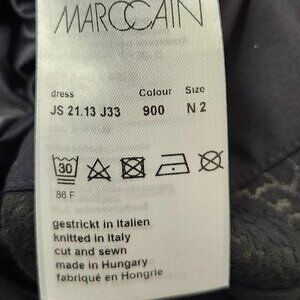 MARCCAIN
dress Colour Size
JS 21.13 J33 900 N 2
30
86 F
gestrickt in Italien
knitted in Italy
cut and sewn
made in Hungary
fabriqué en Hongrie